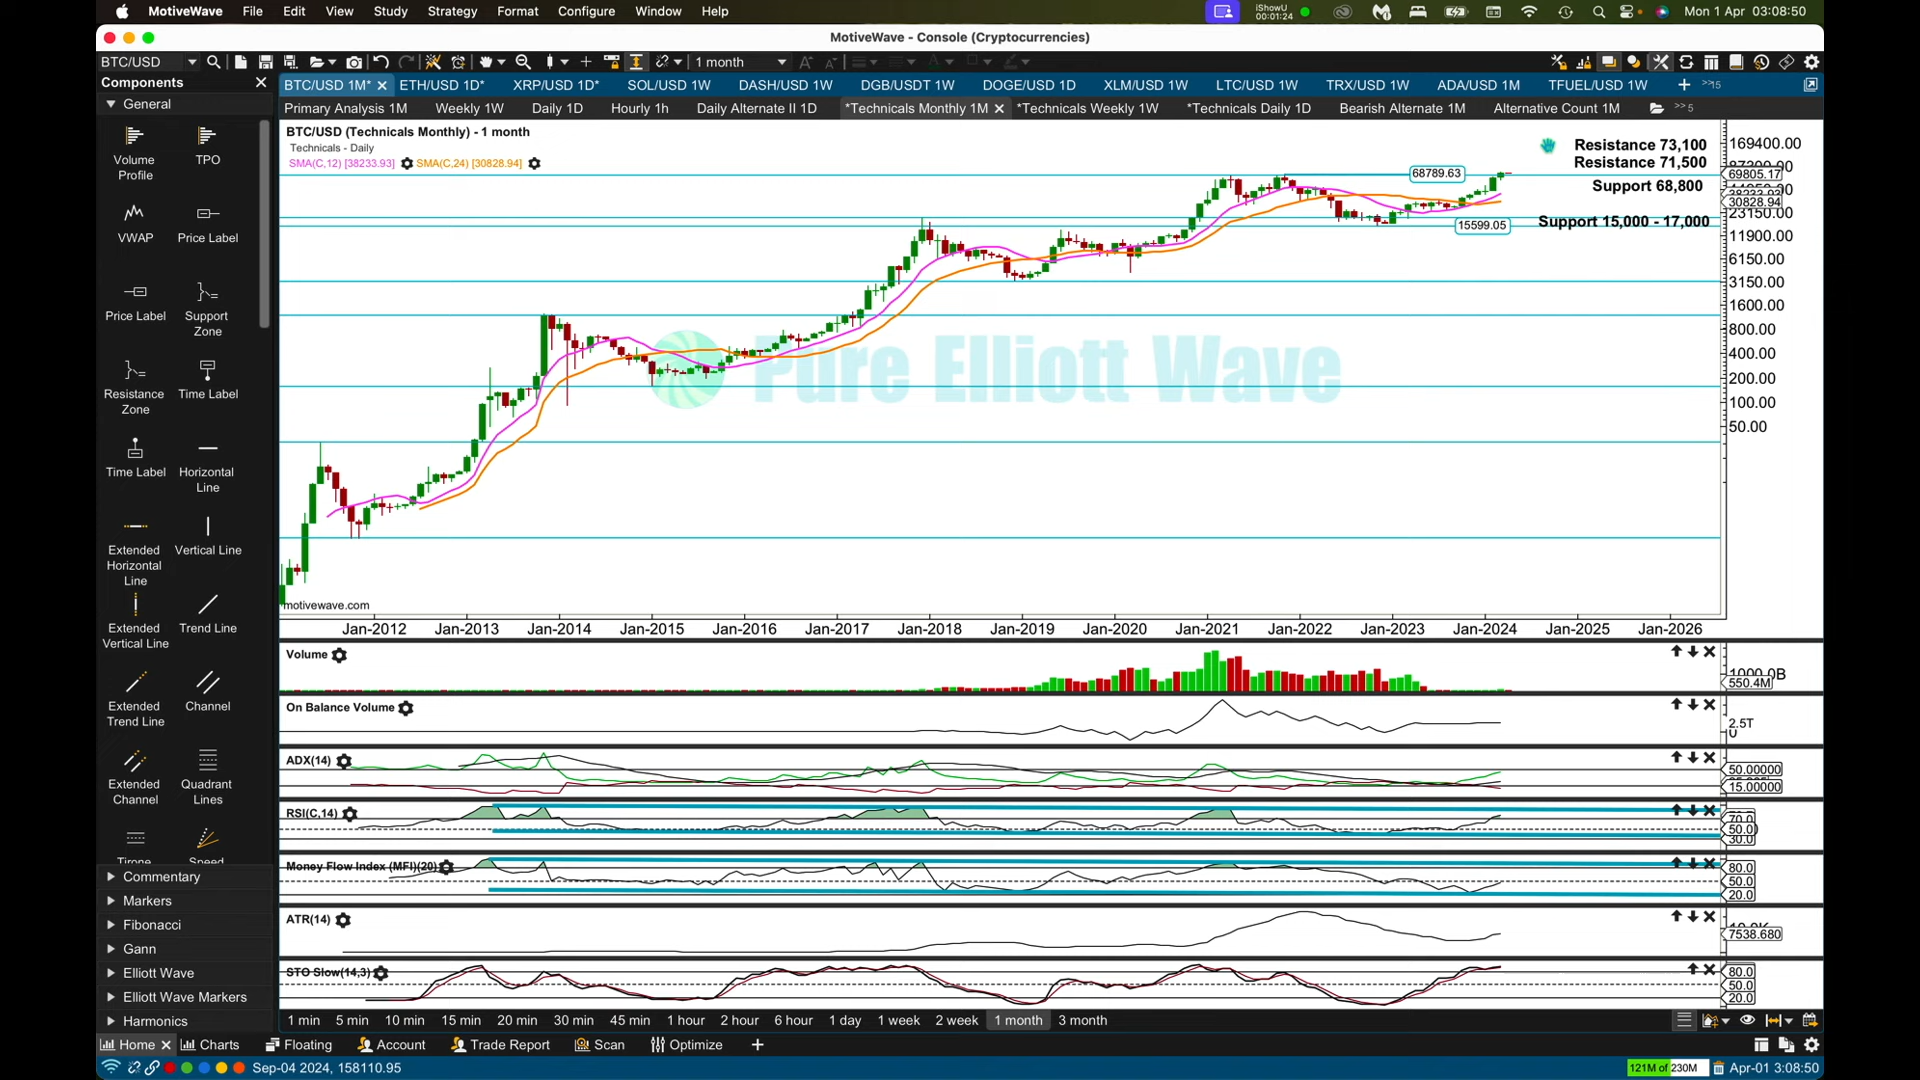 MotiveWave File Edit View Study Strategy Format Configure Window Help
iShowU
00:01:24
Mon 1 Apr 03:08:50
MotiveWave - Console (Cryptocurrencies)
BTC/USD
1 month
Components
BTC/USD 1M* ETH/USD 1D* XRP/USD 1D* SOL/USD 1W DASH/USD 1W DGB/USDT 1W DOGE/USD 1D XLM/USD 1W LTC/USD 1W TRX/USD 1W ADA/USD 1M TFUEL/USD 1W
>>15
General
Primary Analysis 1M Weekly 1W Daily 1D Hourly 1h Daily Alternate II 1D *Technicals Monthly 1M *Technicals Weekly 1W *Technicals Daily 1D Bearish Alternate 1M Alternative Count 1M
>>5
Volume Profile
TPO
VWAP
Price Label
Price Label
Support Zone
Resistance Zone
Time Label
Time Label
Horizontal Line
Extended Horizontal Line
Vertical Line
Extended Vertical Line
Trend Line
Extended Trend Line
Channel
Extended Channel
Quadrant Lines
Tirone
Speed
Commentary
Markers
Fibonacci
Gann
Elliott Wave
Elliott Wave Markers
Harmonics
BTC/USD (Technicals Monthly) - 1 month
Technicals - Daily
SMA(C,12) [38233.93] SMA(C,24) [30828.94]
Resistance 73,100
Resistance 71,500
Support 68,800
Support 15,000 - 17,000
68789.63
15599.05
169400.00
69805.17
30828.94
23150.00
11900.00
6150.00
3150.00
1600.00
800.00
400.00
200.00
100.00
50.00
Pure Elliott Wave
motivewave.com
Jan-2012 Jan-2013 Jan-2014 Jan-2015 Jan-2016 Jan-2017 Jan-2018 Jan-2019 Jan-2020 Jan-2021 Jan-2022 Jan-2023 Jan-2024 Jan-2025 Jan-2026
Volume
1000.0B
550.4M
On Balance Volume
2.5T
0
ADX(14)
50.00000
15.00000
RSI(C,14)
70.0
50.0
30.0
Money Flow Index (MFI)(20)
80.0
50.0
20.0
ATR(14)
7538.680
STO Slow(14,3)
80.0
50.0
20.0
1 min 5 min 10 min 15 min 20 min 30 min 45 min 1 hour 2 hour 6 hour 1 day 1 week 2 week 1 month 3 month
Home Charts Floating Account Trade Report Scan Optimize
Sep-04 2024, 158110.95
121M of 230M
Apr-01 3:08:50